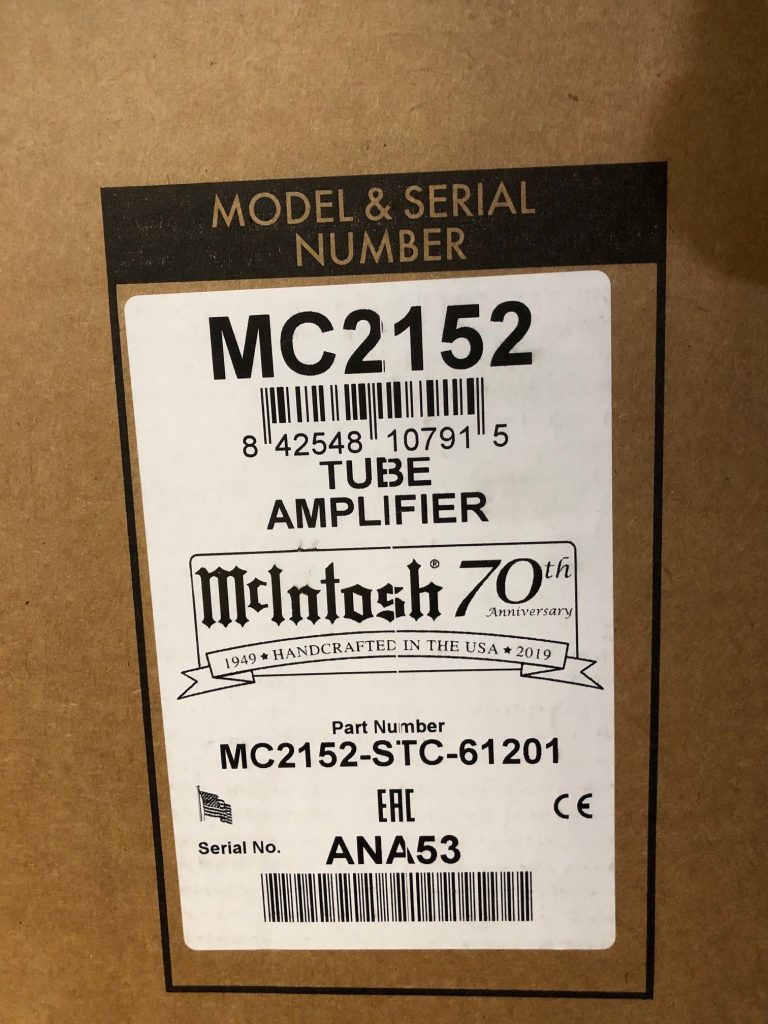 MODEL & SERIAL
NUMBER
MC2152
8 42548 10791 5
TUBE
AMPLIFIER
McIntosh® 70th
Anniversary
1949 ★ HANDCRAFTED IN THE USA ★ 2019
Part Number
MC2152-STC-61201
EAC CE
Serial No. ANA53